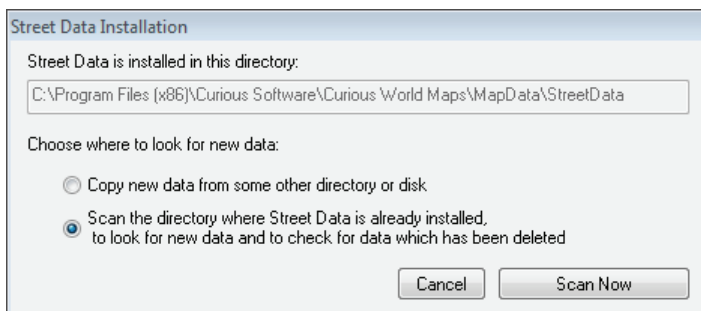 Street Data Installation
Street Data is installed in this directory:
C:\Program Files (x86)\Curious Software\Curious World Maps\MapData\StreetData
Choose where to look for new data:
Copy new data from some other directory or disk
Scan the directory where Street Data is already installed,
to look for new data and to check for data which has been deleted
Cancel
Scan Now